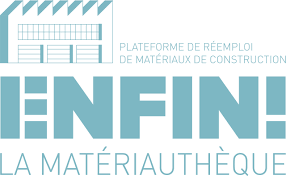 PLATEFORME DE RÉEMPLOI
DE MATÉRIAUX DE CONSTRUCTION
ENFIN!
LA MATÉRIAUTHÈQUE